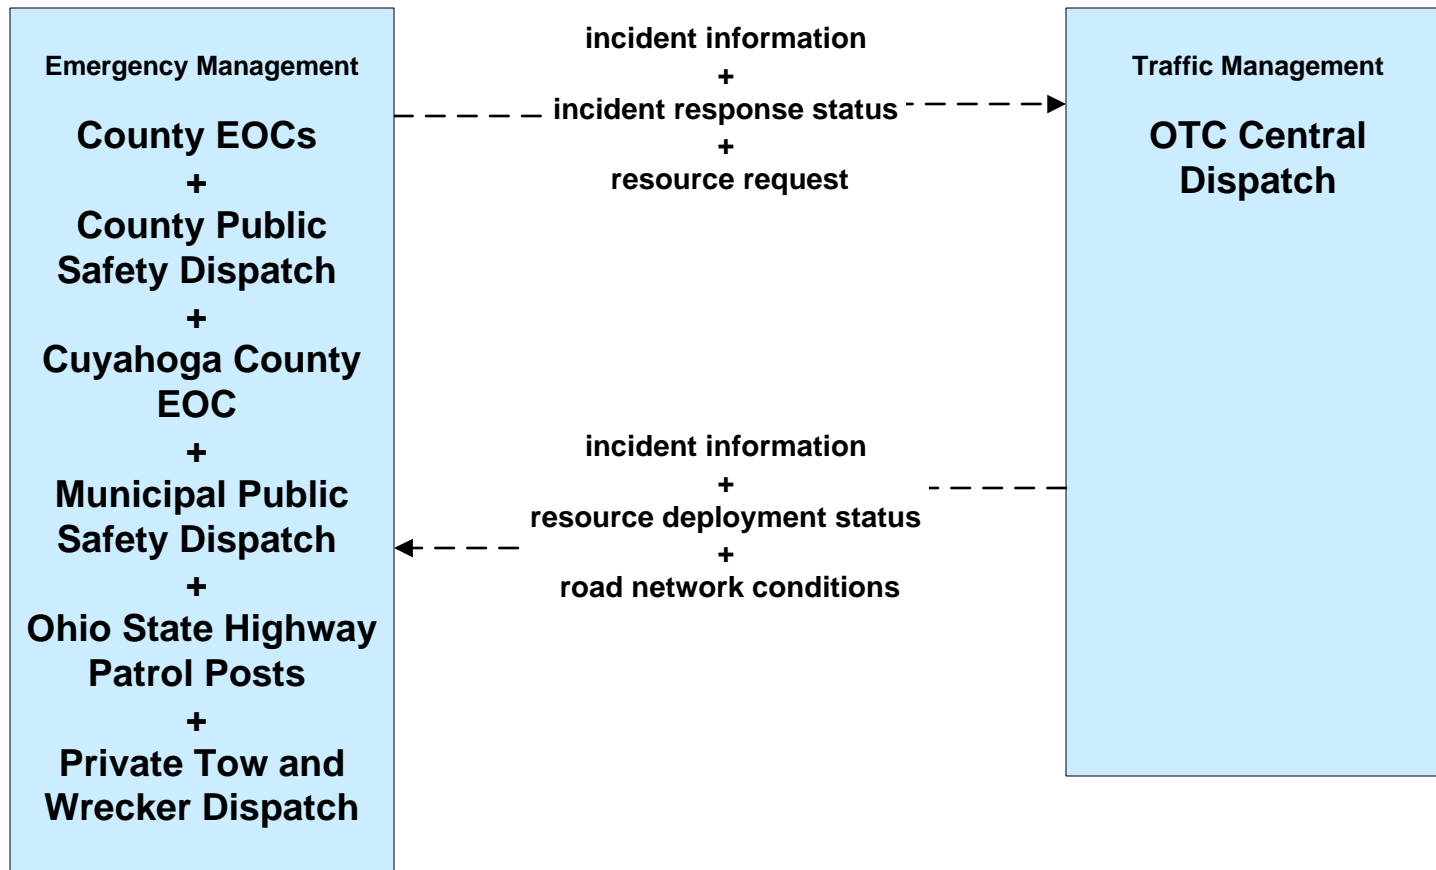 Emergency Management
County EOCs
+
County Public
Safety Dispatch
+
Cuyahoga County
EOC
+
Municipal Public
Safety Dispatch
+
Ohio State Highway
Patrol Posts
+
Private Tow and
Wrecker Dispatch
incident information
+
incident response status
+
resource request
incident information
+
resource deployment status
+
road network conditions
Traffic Management
OTC Central
Dispatch